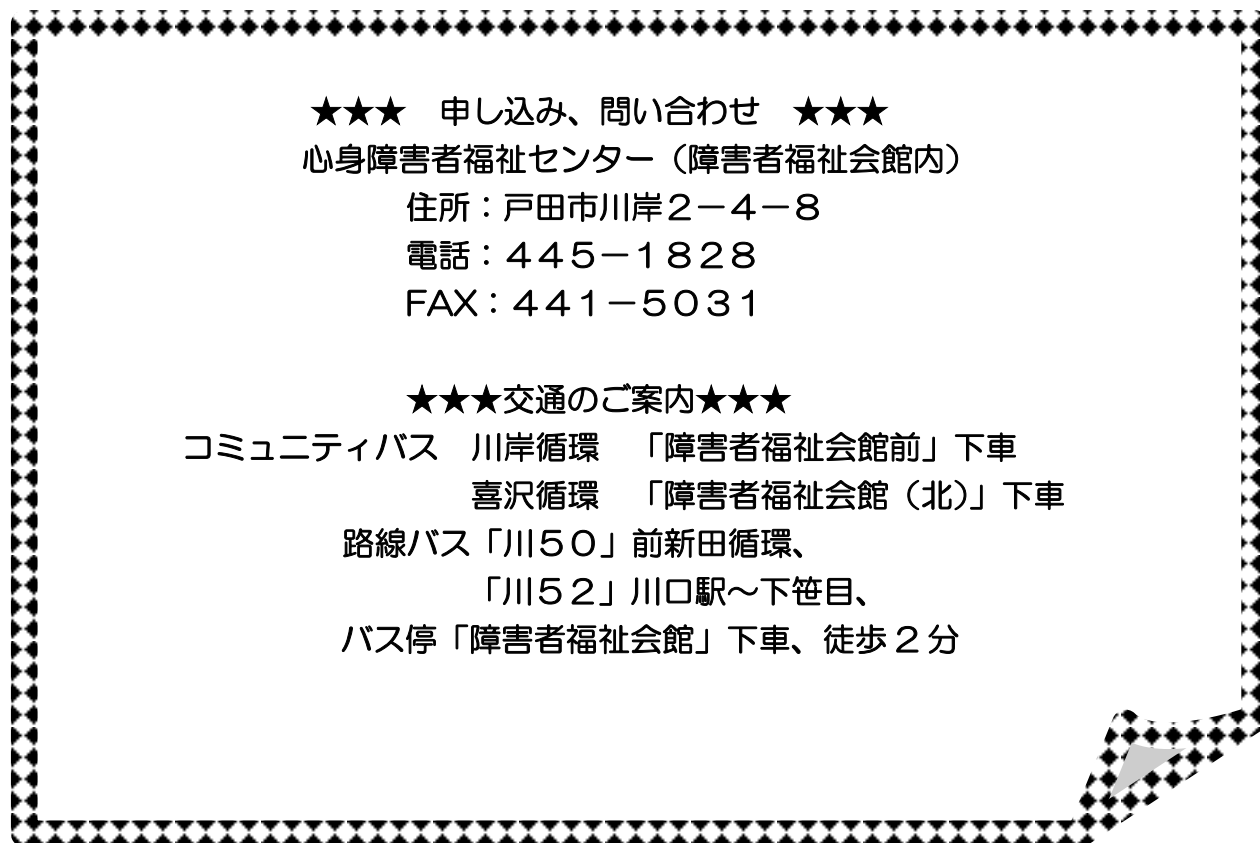 ★★★　申し込み、問い合わせ　★★★
心身障害者福祉センター（障害者福祉会館内）
住所：戸田市川岸２－４－８
電話：４４５－１８２８
FAX：４４１－５０３１
★★★交通のご案内★★★
コミュニティバス　川岸循環　「障害者福祉会館前」下車
喜沢循環　「障害者福祉会館（北）」下車
路線バス「川５０」前新田循環、
「川５２」川口駅～下笹目、
バス停「障害者福祉会館」下車、徒歩２分